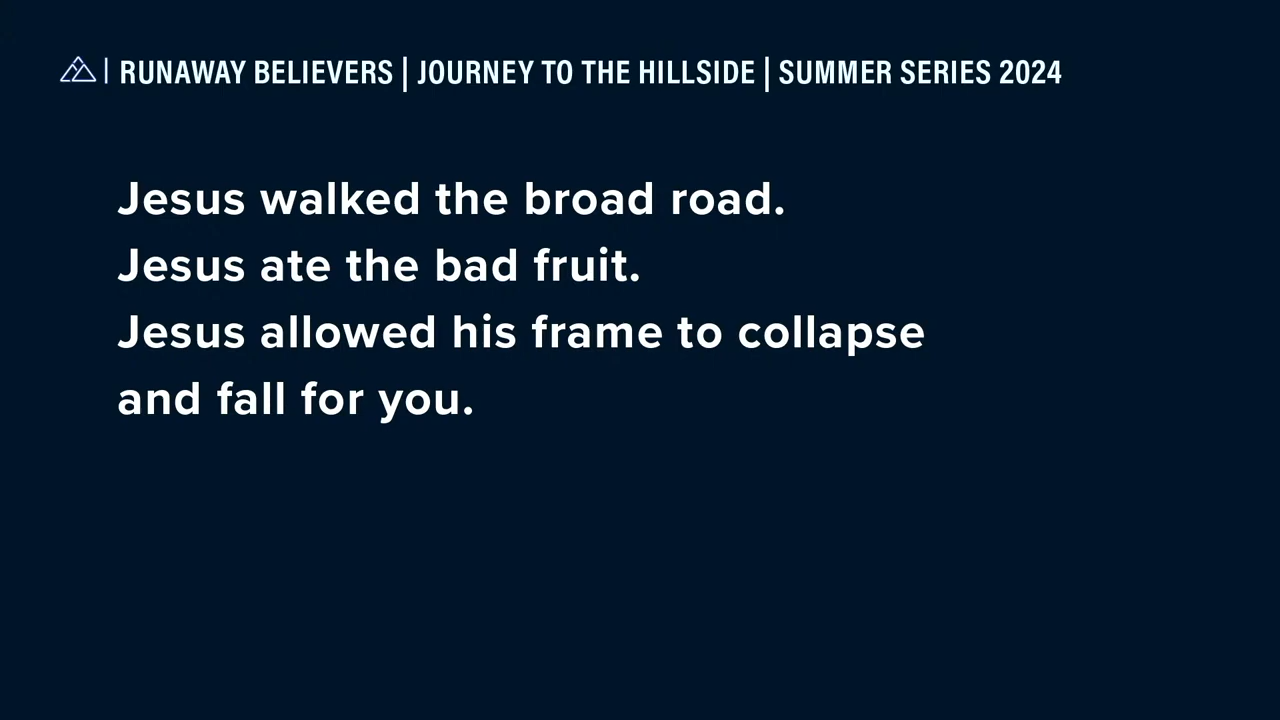 | RUNAWAY BELIEVERS | JOURNEY TO THE HILLSIDE | SUMMER SERIES 2024
Jesus walked the broad road.
Jesus ate the bad fruit.
Jesus allowed his frame to collapse
and fall for you.